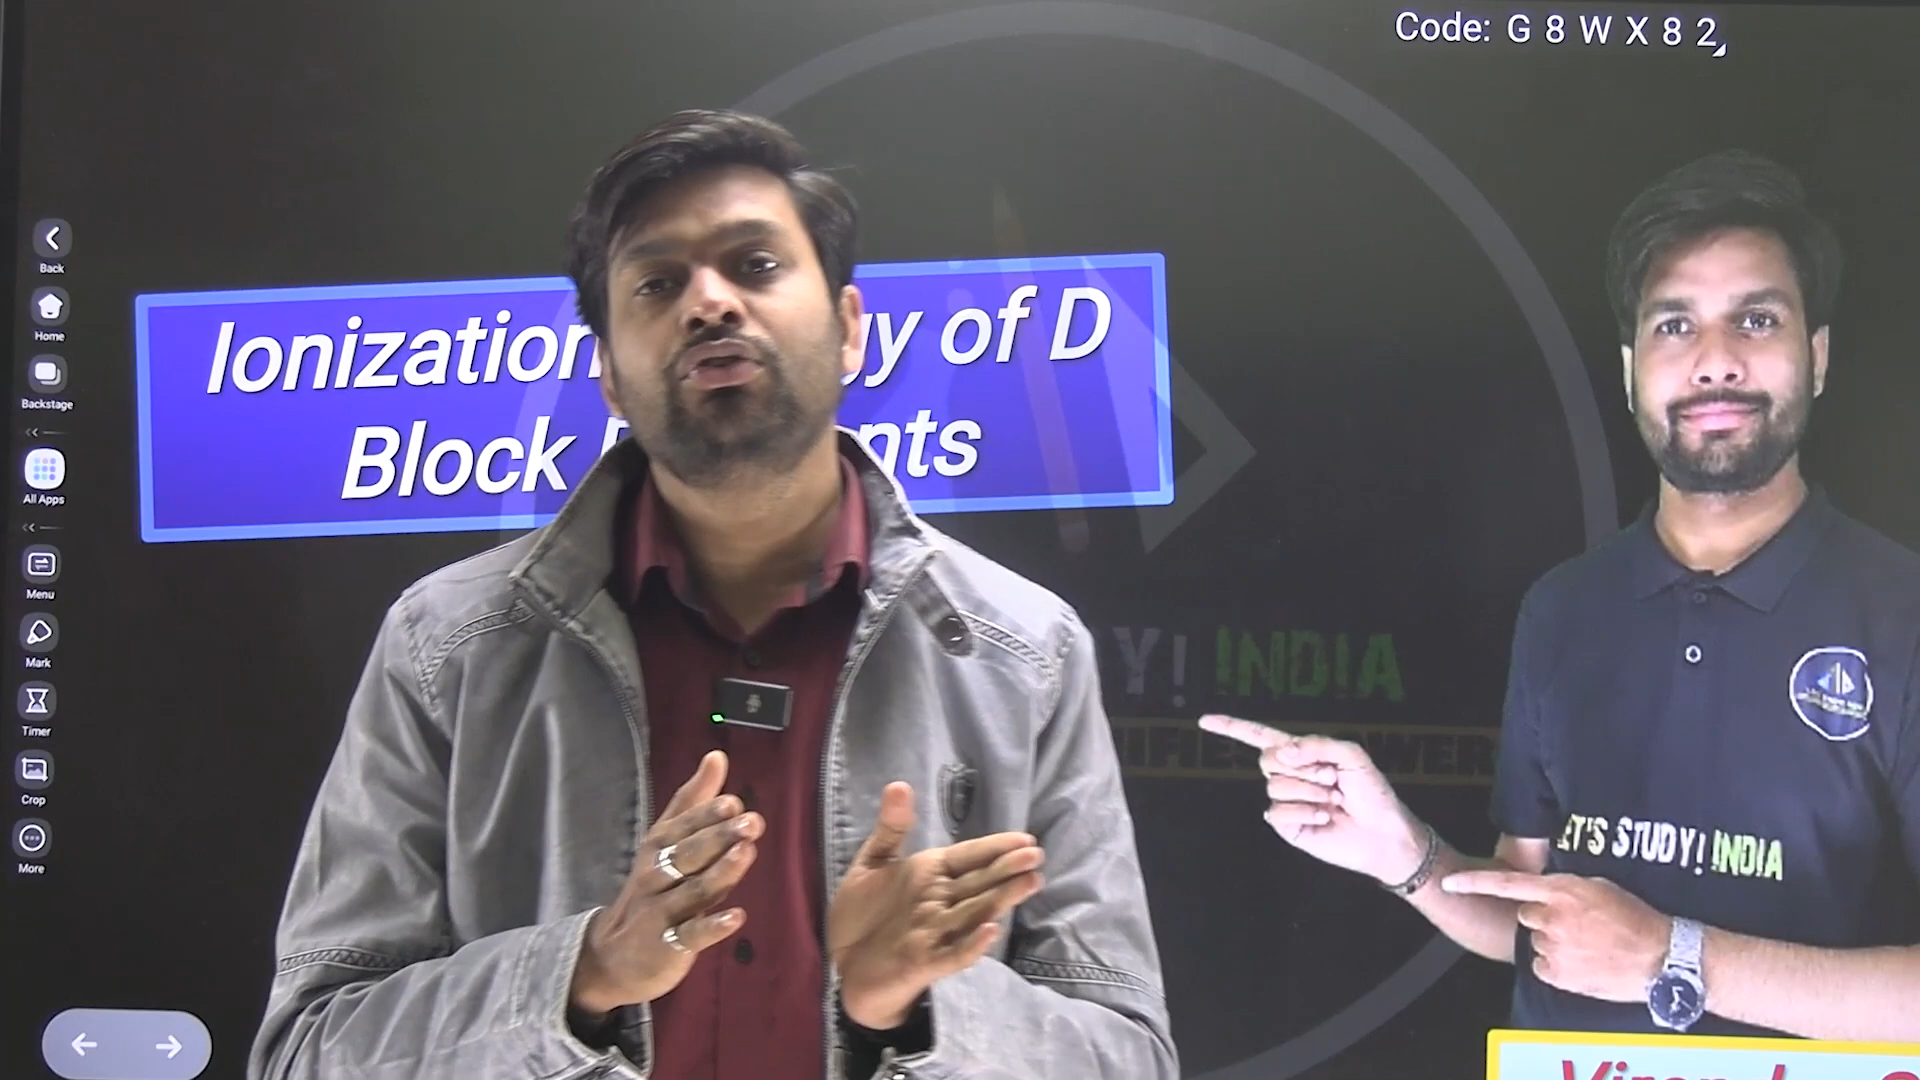 Code: G 8 W X 8 2
Back
Home
Backstage
All Apps
Menu
Mark
Timer
Crop
More
Ionization of D
Block
INDIA
LET'S STUDY! INDIA